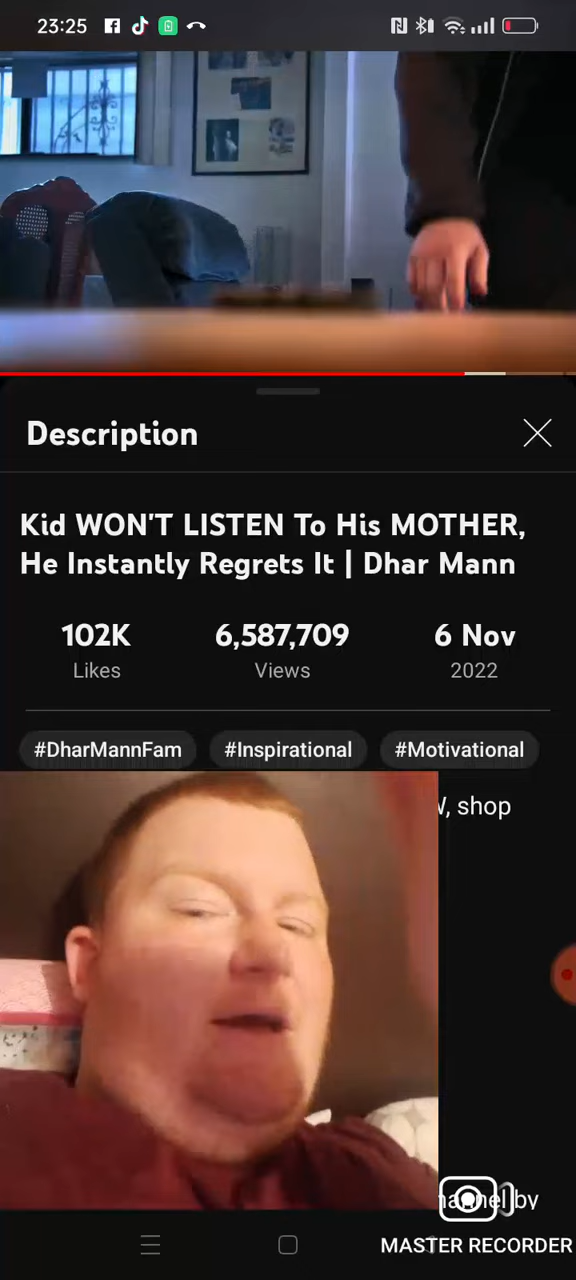 23:25
Description
Kid WON'T LISTEN To His MOTHER,
He Instantly Regrets It | Dhar Mann
102K 6,587,709 6 Nov
Likes Views 2022
#DharMannFam #Inspirational #Motivational
shop
by
MASTER RECORDER